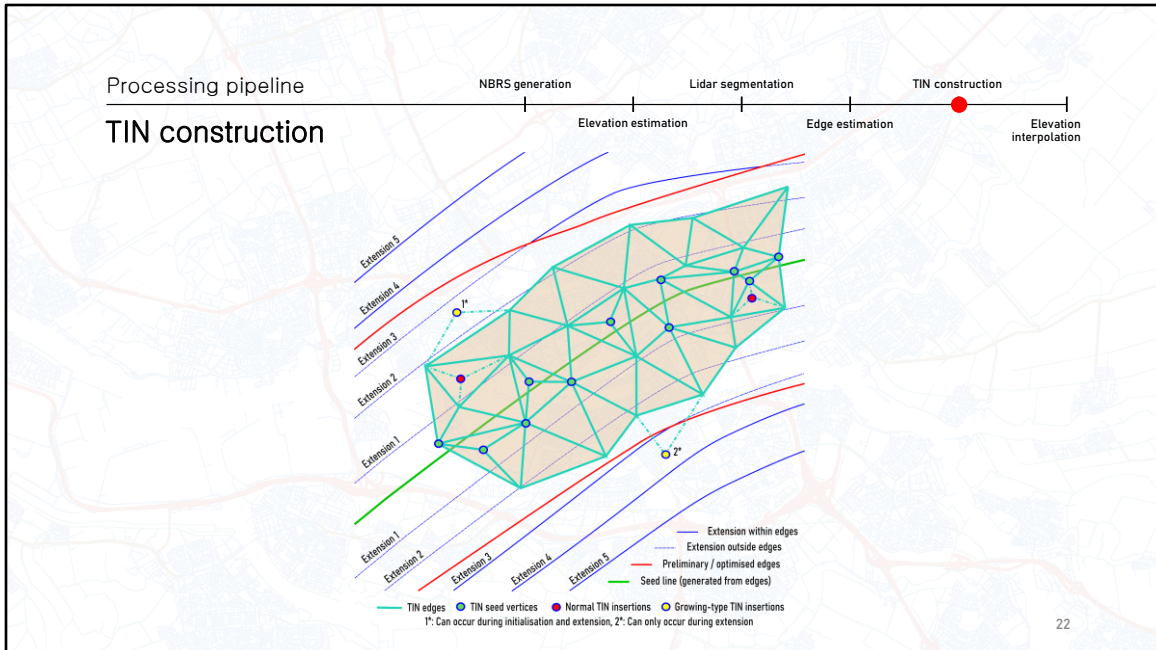 Processing pipeline
TIN construction
NBRS generation
Elevation estimation
Lidar segmentation
Edge estimation
TIN construction
Elevation
interpolation
Extension 5
Extension 4
Extension 3
Extension 2
Extension 1
1*
2*
Extension 1
Extension 2
Extension 3
Extension 4
Extension 5
Extension within edges
Extension outside edges
Preliminary / optimised edges
Seed line (generated from edges)
TIN edges TIN seed vertices Normal TIN insertions Growing-type TIN insertions
1*: Can occur during initialisation and extension, 2*: Can only occur during extension
22